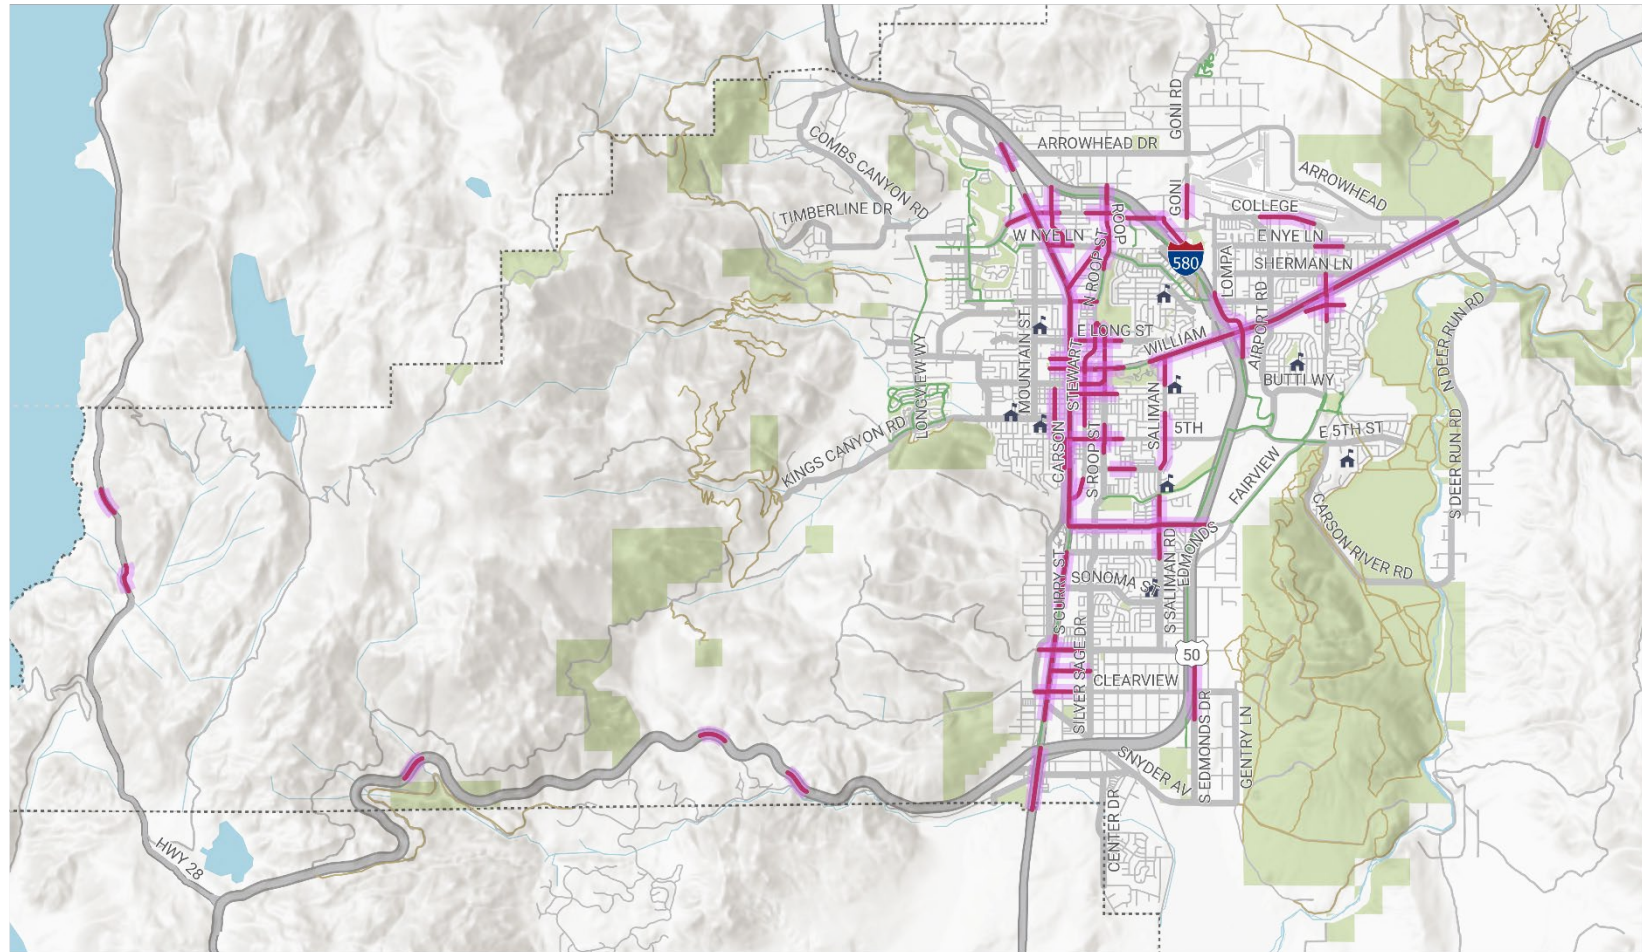 GONI RD
ARROWHEAD DR
COMBS CANYON RD
ARROWHEAD
GONI
COLLEGE
TIMBERLINE DR
ROOP
W NYE LN
E NYE LN
580
SHERMAN LN
LOMPA
N ROOP ST
AIRPORT RD
N DEER RUN RD
MOUNTAIN ST
E LONG ST
WILLIAM
LONGVIEW WY
STEWART
BUTTI WY
SALIMAN
KINGS CANYON RD
5TH
E 5TH ST
CARSON
S ROOP ST
FAIRVIEW
S DEER RUN RD
CARSON RIVER RD
EDMONDS
SONOMA ST
S CURRY ST
S SALIMAN RD
SILVER SAGE DR
50
CLEARVIEW
S EDMONDS DR
GENTRY LN
SNYDER AV
CENTER DR
HWY 28